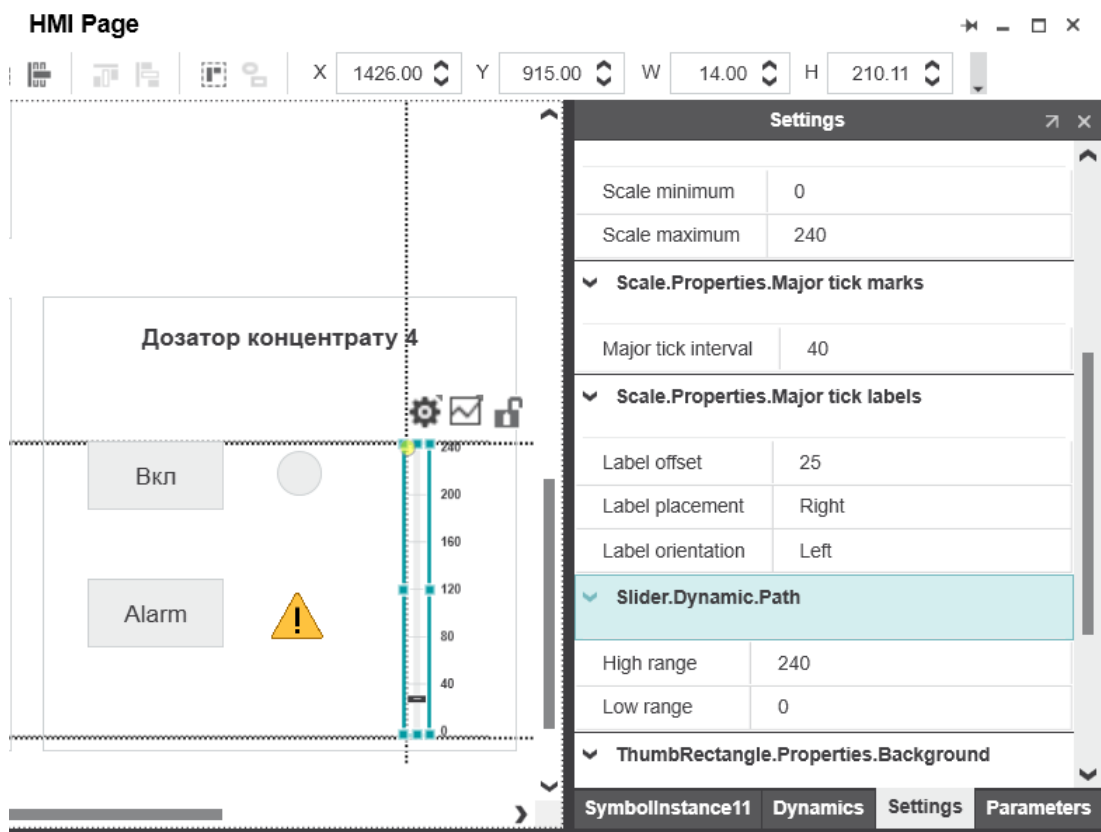 HMI Page
X 1426.00 Y 915.00 W 14.00 H 210.11
Settings
Scale minimum 0
Scale maximum 240
Scale.Properties.Major tick marks
Major tick interval 40
Scale.Properties.Major tick labels
Label offset 25
Label placement Right
Label orientation Left
Slider.Dynamic.Path
High range 240
Low range 0
ThumbRectangle.Properties.Background
SymbolInstance11 Dynamics Settings Parameters
Дозатор концентрату 4
Вкл
Alarm
240
200
160
120
80
40
0